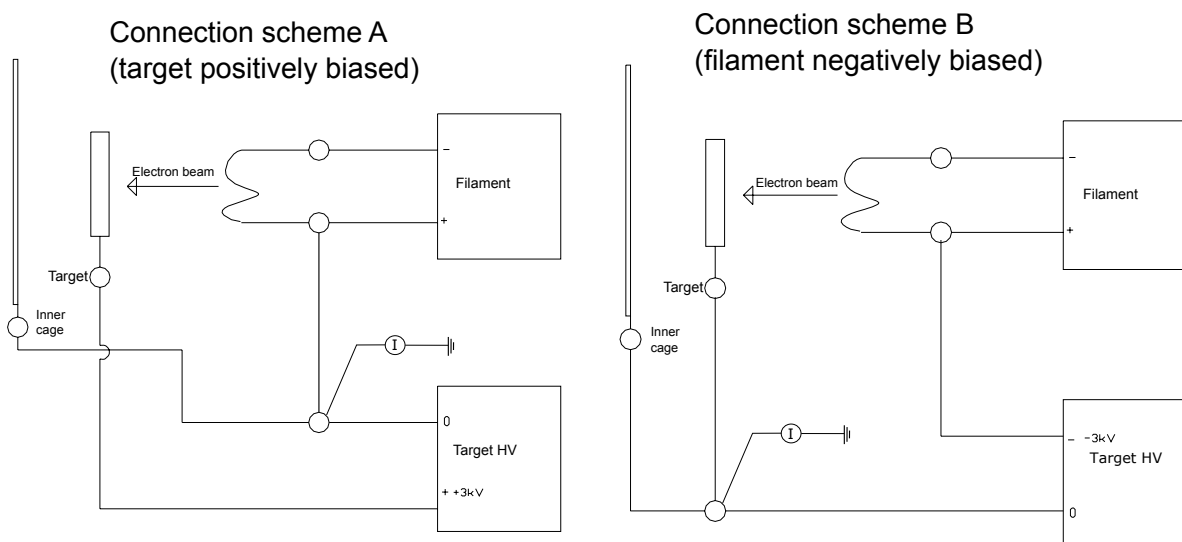 Connection scheme A
(target positively biased)
Electron beam
-
Filament
+
Target
Inner
cage
I
0
Target HV
+ +3kV
Connection scheme B
(filament negatively biased)
Electron beam
-
Filament
+
Target
Inner
cage
I
- -3kV
Target HV
0